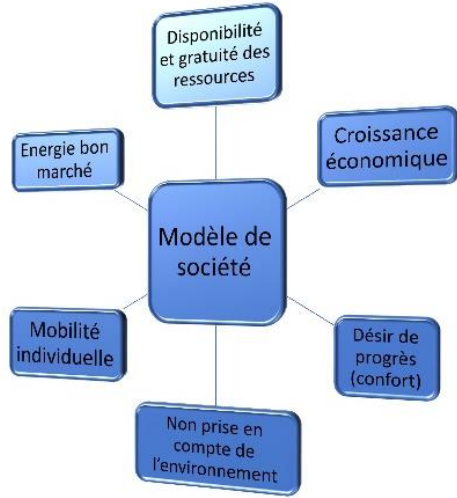 Disponibilité
et gratuité des
ressources
Croissance
économique
Energie bon
marché
Modèle de
société
Mobilité
individuelle
Désir de
progrès
(confort)
Non prise en
compte de
l'environnement